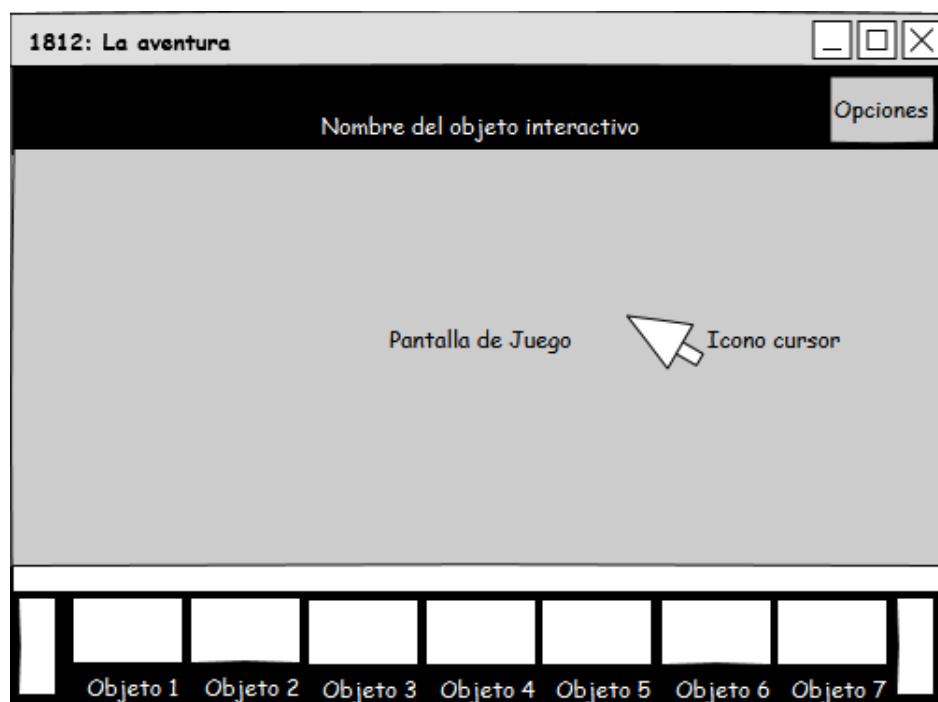 1812: La aventura
Opciones
Nombre del objeto interactivo
Pantalla de Juego
Icono cursor
Objeto 1
Objeto 2
Objeto 3
Objeto 4
Objeto 5
Objeto 6
Objeto 7